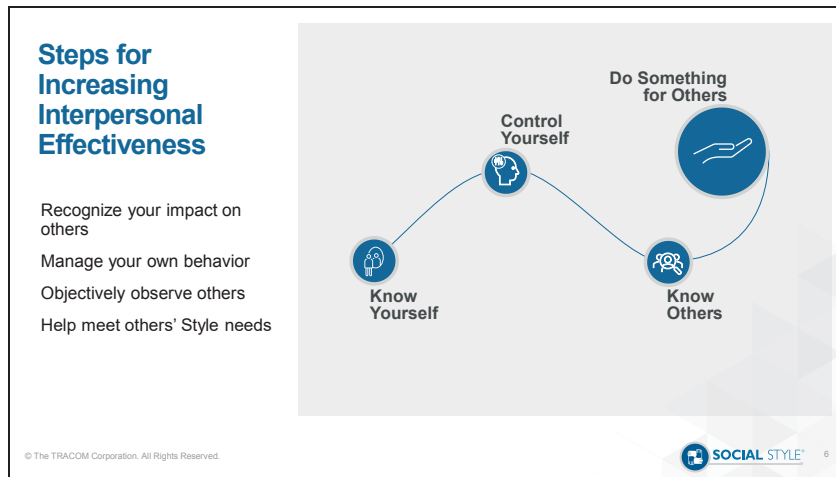 Steps for
Increasing
Interpersonal
Effectiveness
Recognize your impact on
others
Manage your own behavior
Objectively observe others
Help meet others’ Style needs
Know
Yourself
Control
Yourself
Know
Others
Do Something
for Others
© The TRACOM Corporation. All Rights Reserved.
SOCIAL STYLE®
6